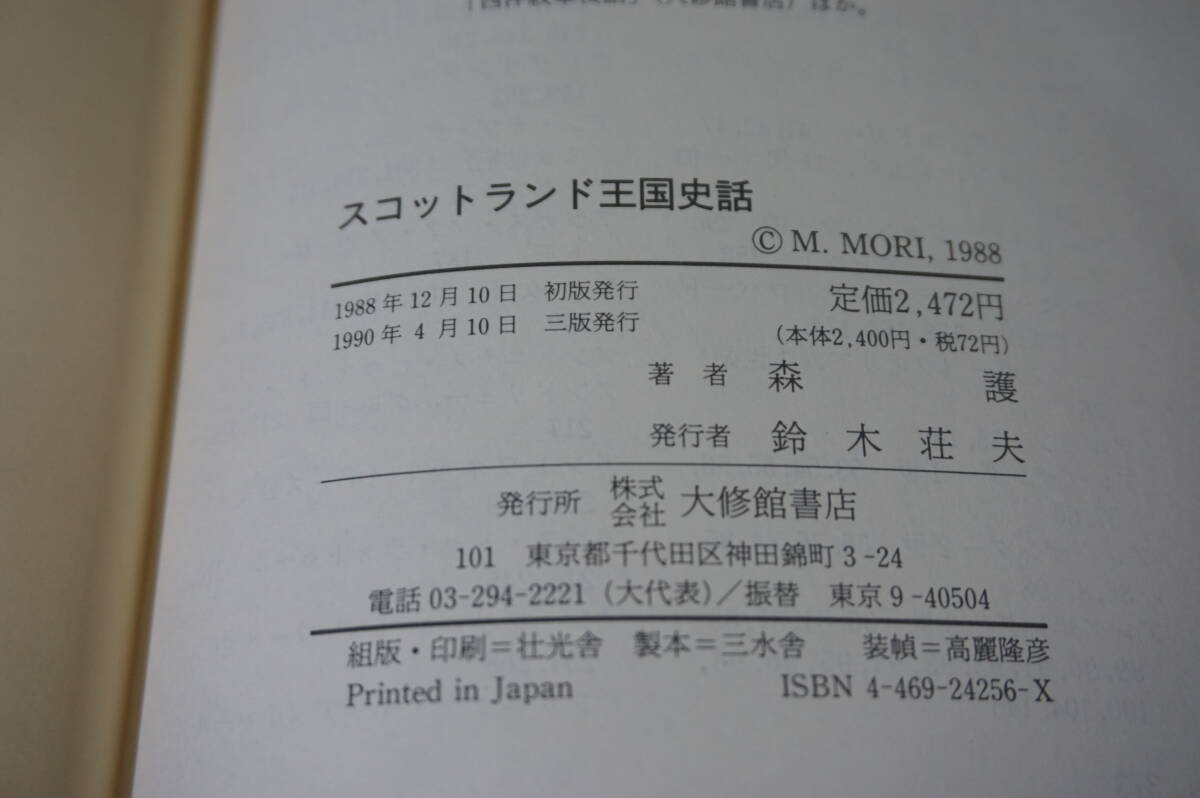 ほか。
スコットランド王国史話
© M. MORI, 1988
1988年12月10日 初版発行 定価2,472円
1990年 4 月10日 三版発行 (本体2,400円・税72円)
著 者 森 護
発行者 鈴 木 荘 夫
発行所 株式会社 大修館書店
101 東京都千代田区神田錦町 3-24
電話 03-294-2221 (大代表)/振替 東京 9-40504
組版・印刷＝壮光舎 製本＝三水舎 装幀＝高麗隆彦
Printed in Japan ISBN 4-469-24256-X